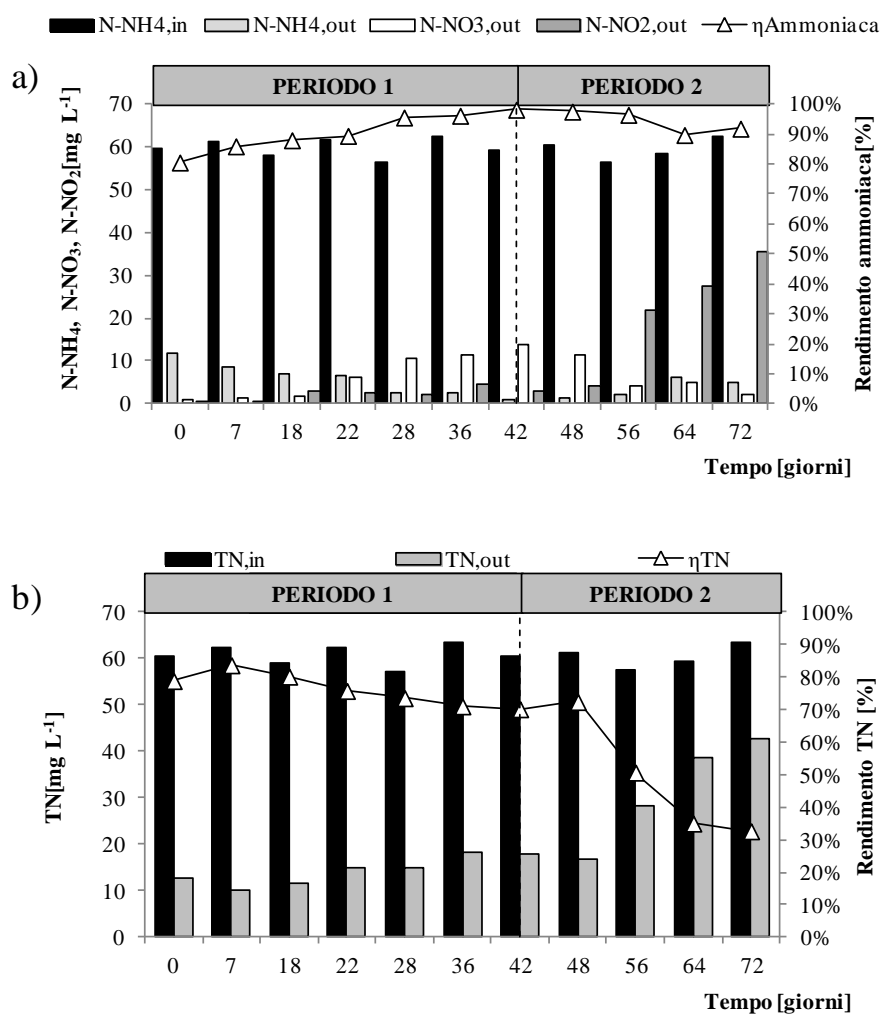 N-NH4,in N-NH4,out N-NO3,out N-NO2,out ηAmmoniaca
a)
PERIODO 1 PERIODO 2
N-NH4, N-NO3, N-NO2[mg L-1]
70
60
50
40
30
20
10
0
100%
90%
80%
70%
60%
50%
40%
30%
20%
10%
0%
Rendimento ammoniaca[%]
0 7 18 22 28 36 42 48 56 64 72
Tempo [giorni]
TN,in TN,out ηTN
b)
PERIODO 1 PERIODO 2
TN[mg L-1]
70
60
50
40
30
20
10
0
100%
90%
80%
70%
60%
50%
40%
30%
20%
10%
0%
Rendimento TN [%]
0 7 18 22 28 36 42 48 56 64 72
Tempo [giorni]